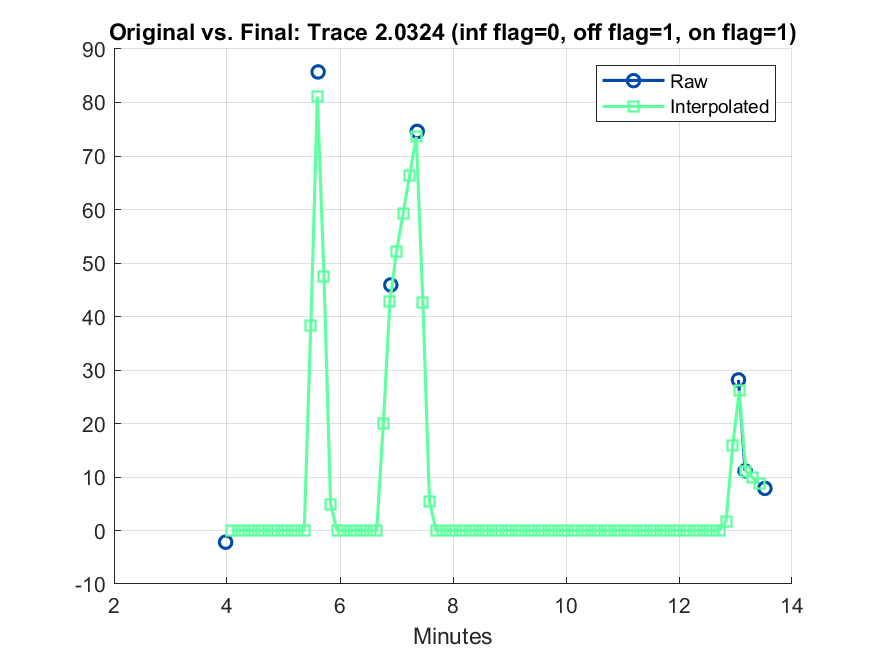 Original vs. Final: Trace 2.0324 (inf flag=0, off flag=1, on flag=1)
90
80
70
60
50
40
30
20
10
0
-10
Raw
Interpolated
2 4 6 8 10 12 14
Minutes